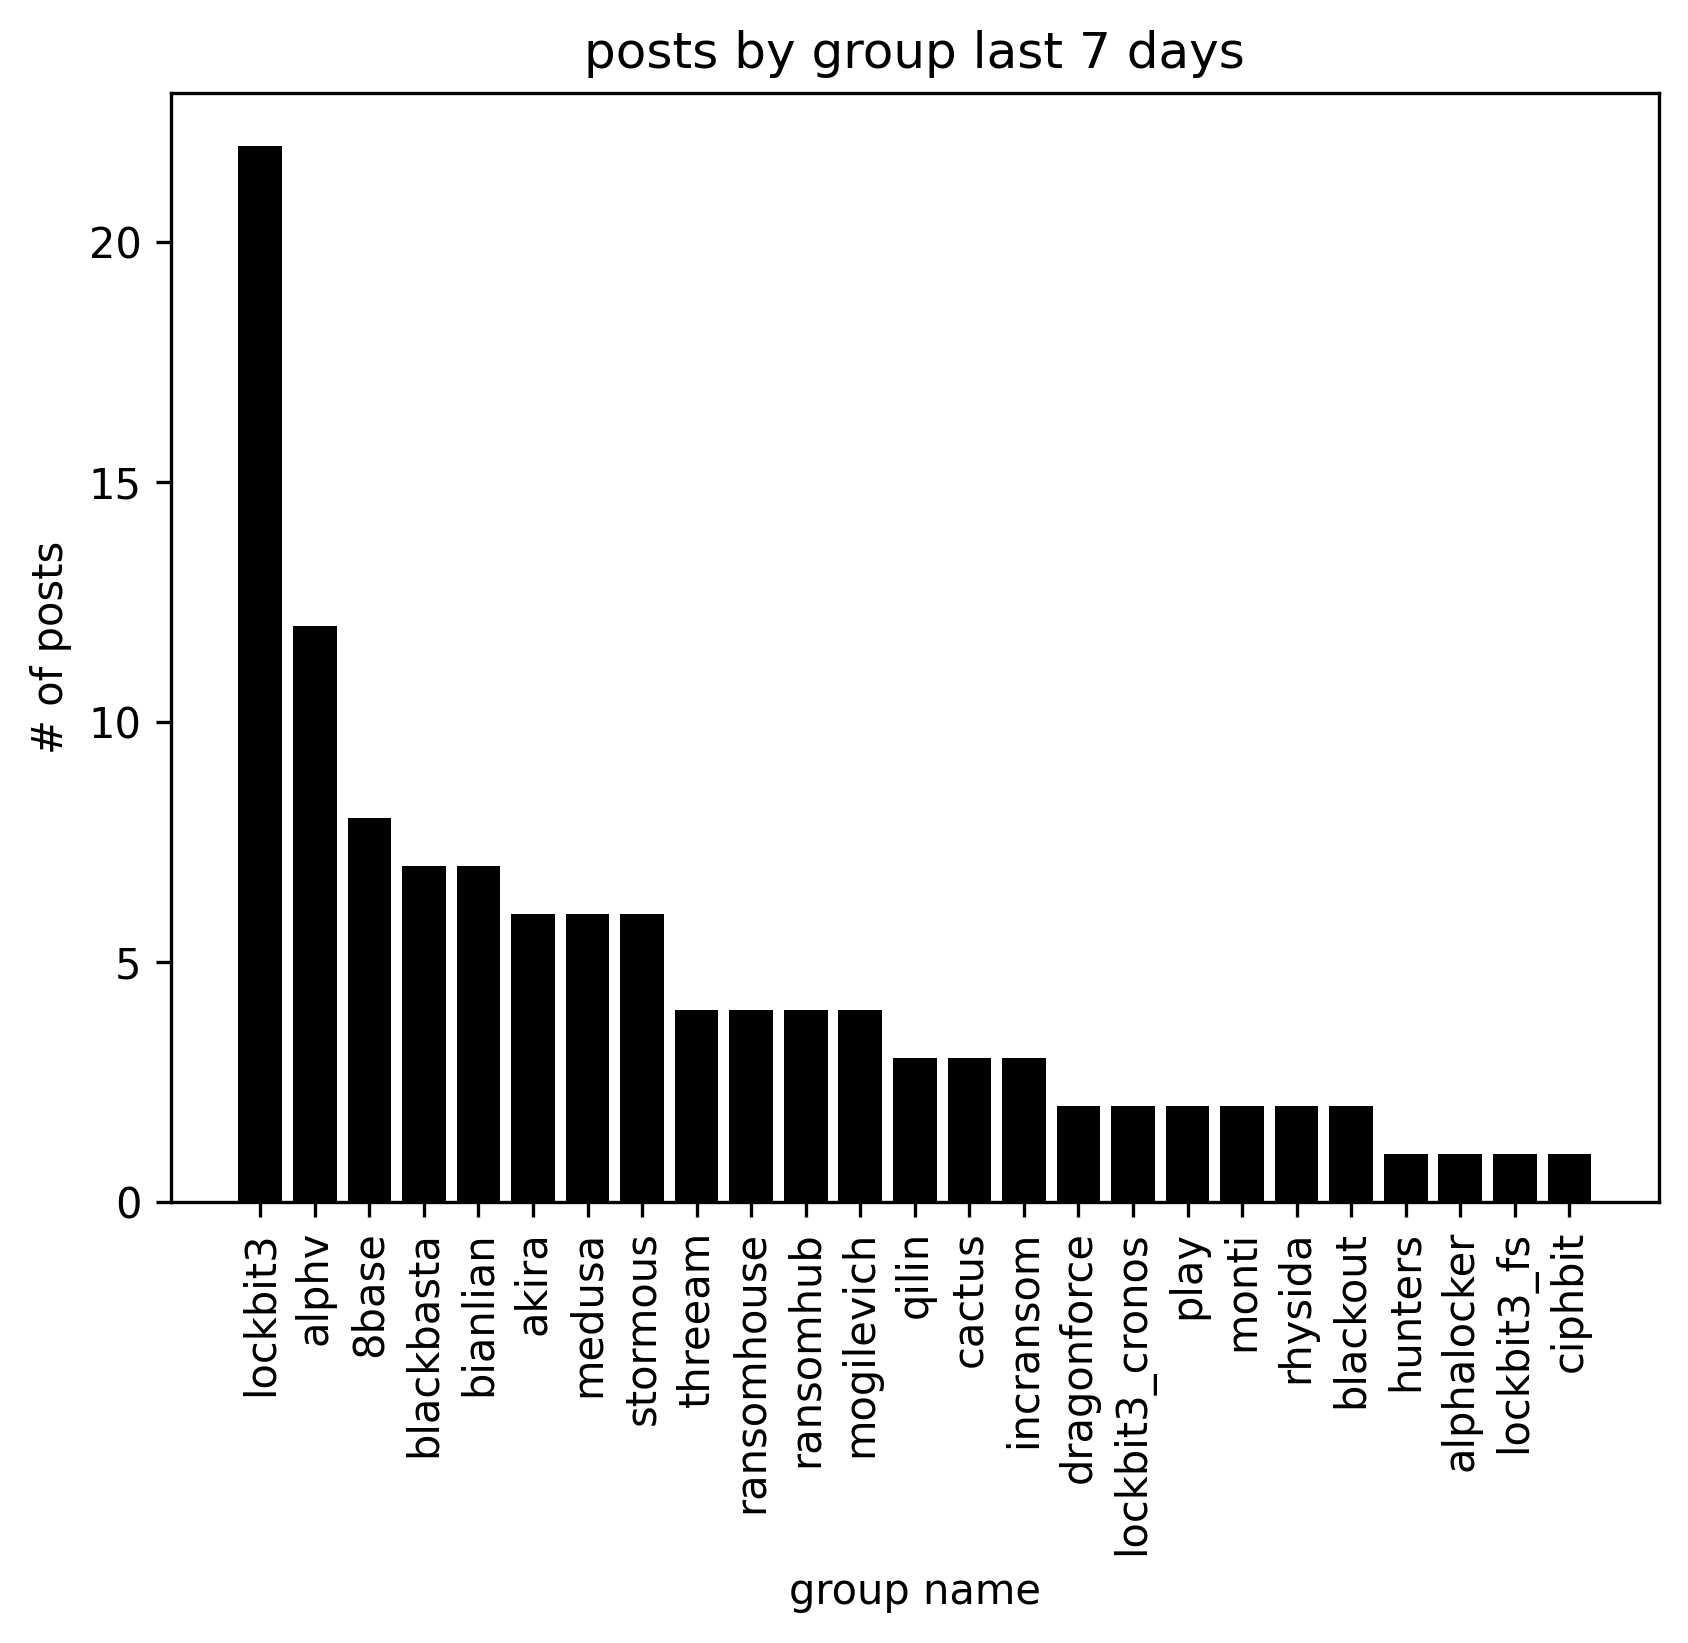 posts by group last 7 days
# of posts
20
15
10
5
0
lockbit3
alphv
8base
blackbasta
bianlian
akira
medusa
stormous
threeam
ransomhouse
ransomhub
mogilevich
qilin
cactus
incransom
dragonforce
lockbit3_cronos
play
monti
rhysida
blackout
hunters
alphalocker
lockbit3_fs
ciphbit
group name